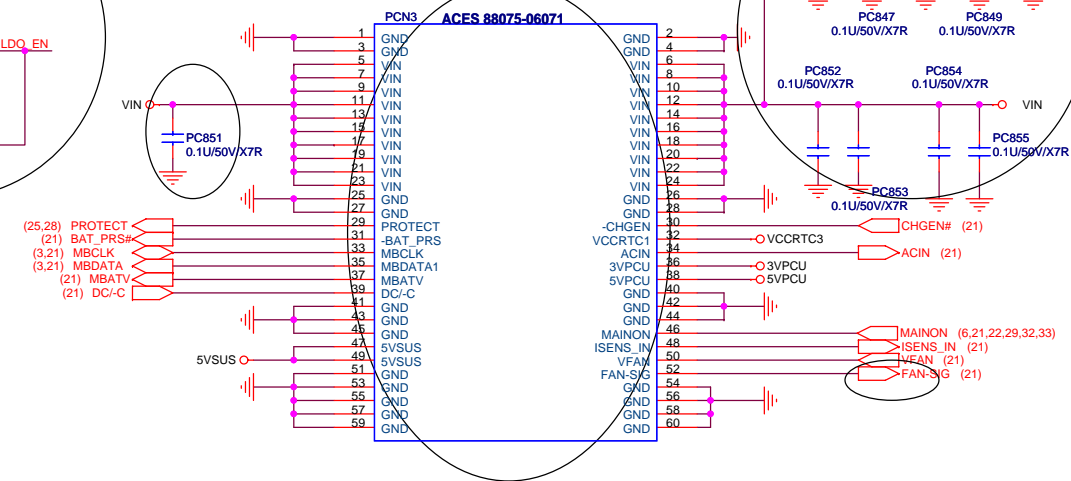 PCN3 ACES 88075-06071
LDO_EN
PC847 PC849
0.1U/50V/X7R 0.1U/50V/X7R
PC852 PC854
0.1U/50V/X7R 0.1U/50V/X7R
VIN VIN
PC851
0.1U/50V/X7R
PC855
0.1U/50V/X7R
PC853
0.1U/50V/X7R
1 GND GND 2
3 GND GND 4
5 VIN VIN 6
7 VIN VIN 8
9 VIN VIN 10
11 VIN VIN 12
13 VIN VIN 14
15 VIN VIN 16
17 VIN VIN 18
19 VIN VIN 20
21 VIN VIN 22
23 VIN VIN 24
25 GND GND 26
27 GND GND 28
(25,28) PROTECT 29 PROTECT -CHGEN 30 CHGEN# (21)
(21) BAT_PRS# 31 -BAT_PRS VCCRTC1 32 VCCRTC3
(3,21) MBCLK 33 MBCLK ACIN 34 ACIN (21)
(3,21) MBDATA 35 MBDATA1 3VPCU 36 3VPCU
(21) MBATV 37 MBATV 5VPCU 38 5VPCU
(21) DC/-C 39 DC/-C GND 40
41 GND GND 42
43 GND GND 44
45 GND MAINON 46 MAINON (6,21,22,29,32,33)
47 5VSUS ISENS_IN 48 ISENS_IN (21)
5VSUS 49 5VSUS VFAN 50 VFAN (21)
51 GND FAN-SIG 52 FAN-SIG (21)
53 GND GND 54
55 GND GND 56
57 GND GND 58
59 GND GND 60